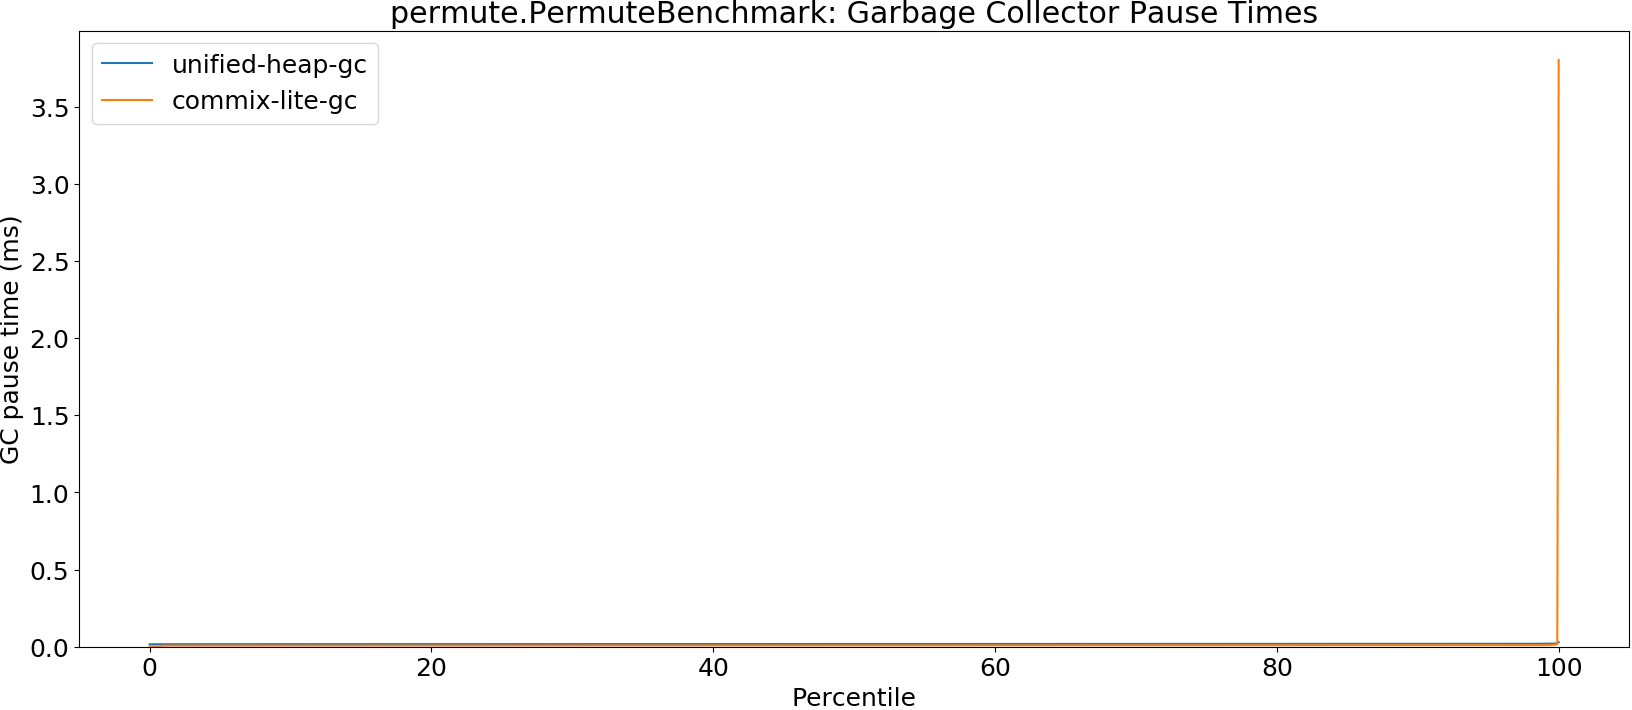 permute.PermuteBenchmark: Garbage Collector Pause Times
unified-heap-gc
commix-lite-gc
GC pause time (ms)
3.5
3.0
2.5
2.0
1.5
1.0
0.5
0.0
0 20 40 60 80 100
Percentile